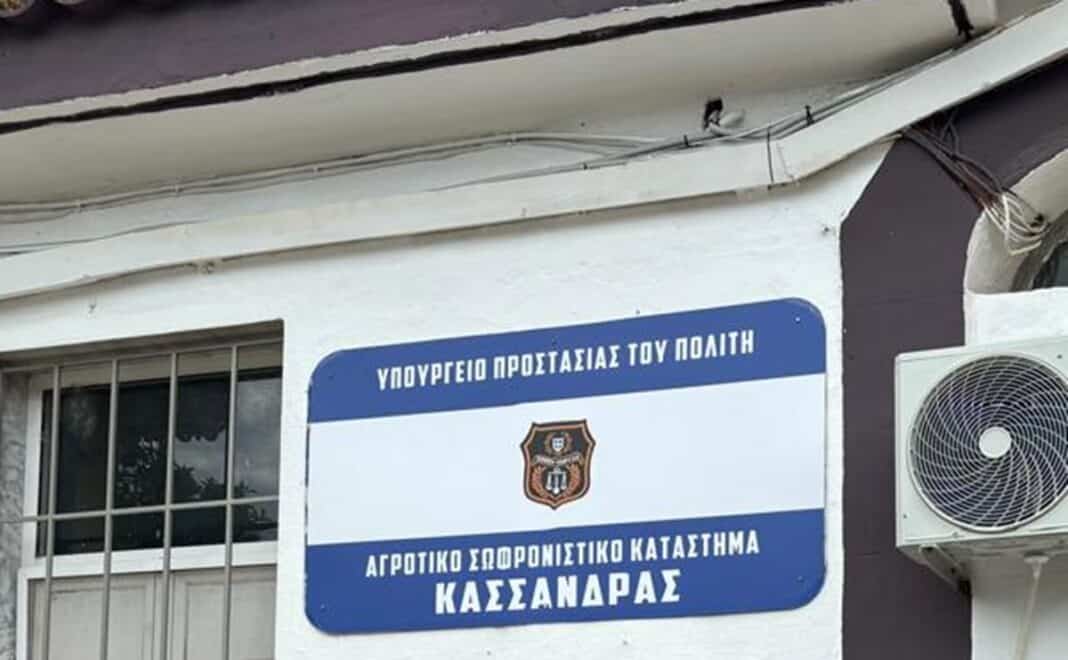 ΥΠΟΥΡΓΕΙΟ ΠΡΟΣΤΑΣΙΑΣ ΤΟΥ ΠΟΛΙΤΗ
ΑΓΡΟΤΙΚΟ ΣΩΦΡΟΝΙΣΤΙΚΟ ΚΑΤΑΣΤΗΜΑ
ΚΑΣΣΑΝΔΡΑΣ